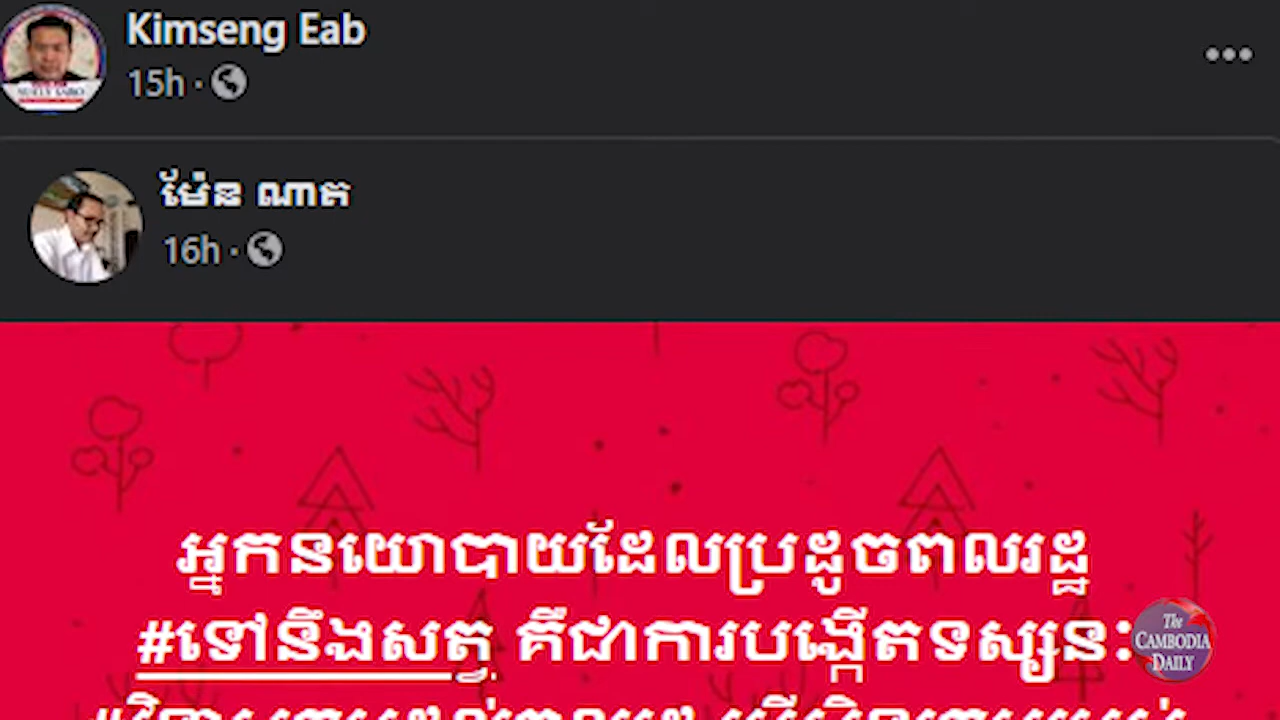 Kimseng Eab
15h ·
ម៉ែន ណាត
16h ·
អ្នកនយោបាយដែលប្រដូចពលរដ្ឋ
#ទៅនឹងសត្វ គឺជាការបង្កើតទស្សនៈ
The
CAMBODIA
DAILY